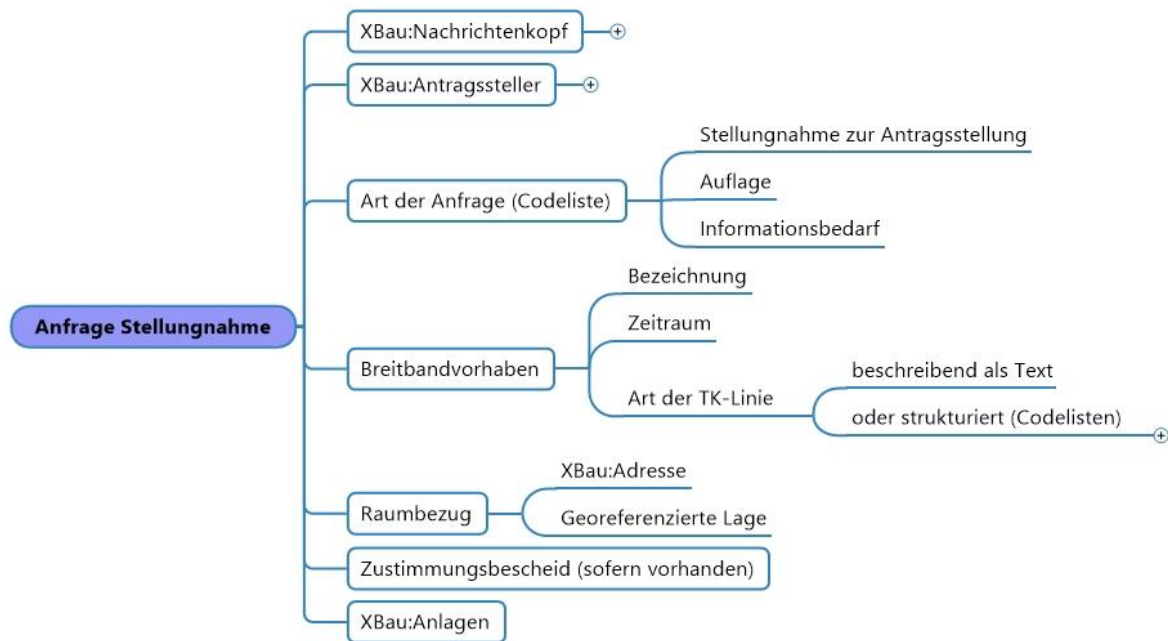 XBau:Nachrichtenkopf
XBau:Antragssteller
Stellungnahme zur Antragsstellung
Art der Anfrage (Codeliste)
Auflage
Informationsbedarf
Anfrage Stellungnahme
Bezeichnung
Zeitraum
Breitbandvorhaben
Art der TK-Linie
beschreibend als Text
oder strukturiert (Codelisten)
Raumbezug
XBau:Adresse
Georeferenzierte Lage
Zustimmungsbescheid (sofern vorhanden)
XBau:Anlagen